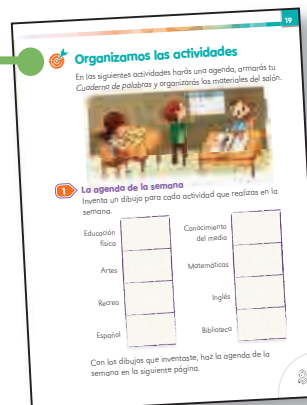 19
Organizamos las actividades
En las siguientes actividades harás una agenda, armarás tu
Cuaderno de palabras y organizarás los materiales del salón.
1
La agenda de la semana
Inventa un dibujo para cada actividad que realizas en la
semana.
Educación
física
Artes
Recreo
Español
Conocimiento
del medio
Matemáticas
Inglés
Biblioteca
Con los dibujos que inventaste, haz la agenda de la
semana en la siguiente página.